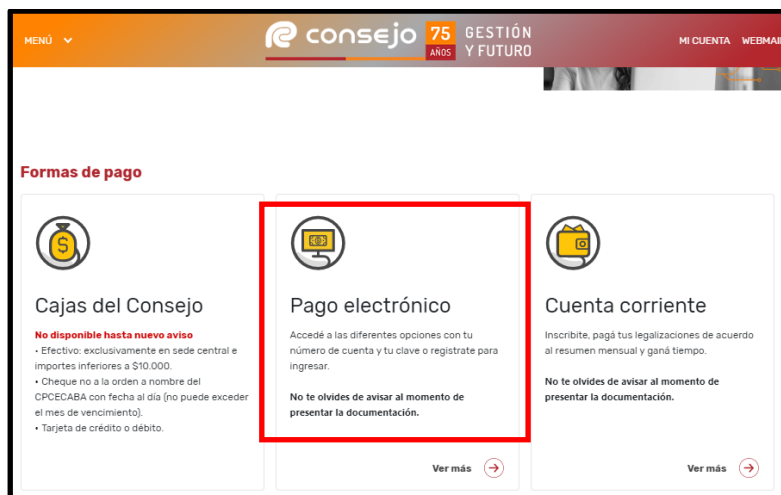 MENÚ
consejo 75 AÑOS GESTIÓN Y FUTURO
MI CUENTA WEBMAIL
Formas de pago
Cajas del Consejo
No disponible hasta nuevo aviso
• Efectivo: exclusivamente en sede central e
importes inferiores a $10.000.
• Cheque no a la orden a nombre del
CPCECABA con fecha al día (no puede exceder
el mes de vencimiento).
• Tarjeta de crédito o débito.
Pago electrónico
Accedé a las diferentes opciones con tu
número de cuenta y tu clave o registrate para
ingresar.
No te olvides de avisar al momento de
presentar la documentación.
Ver más
Cuenta corriente
Inscribite, pagá tus legalizaciones de acuerdo
al resumen mensual y ganá tiempo.
No te olvides de avisar al momento de
presentar la documentación.
Ver más